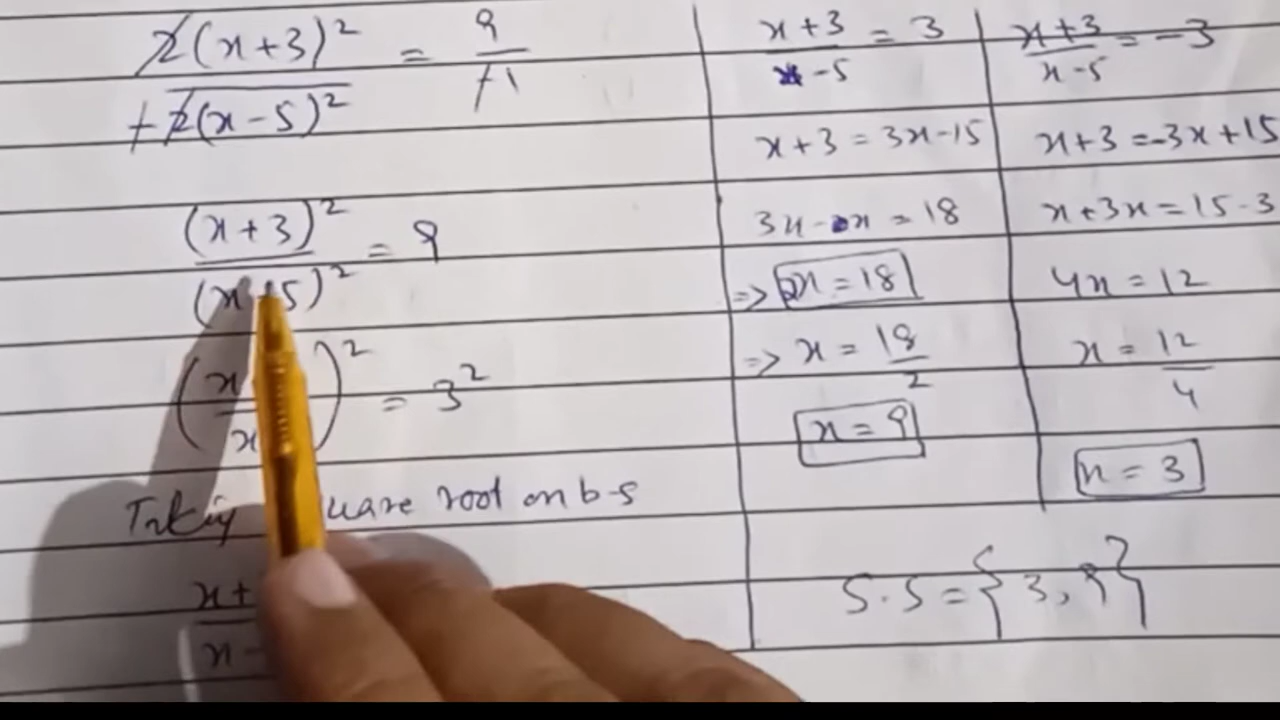 2(x+3)² / +2(x-5)² = 9 / +1
(x+3)² / (x-5)² = 9
(x / x)² = 3²
Taking square root on b-s
x+
x-
x+3 / x-5 = 3
x+3 = 3x-15
3x-x = 18
=> 2x = 18
=> x = 18/2
x = 9
x+3 / x-5 = -3
x+3 = -3x+15
x+3x = 15-3
4x = 12
x = 12/4
x = 3
S.S = {3, 9}